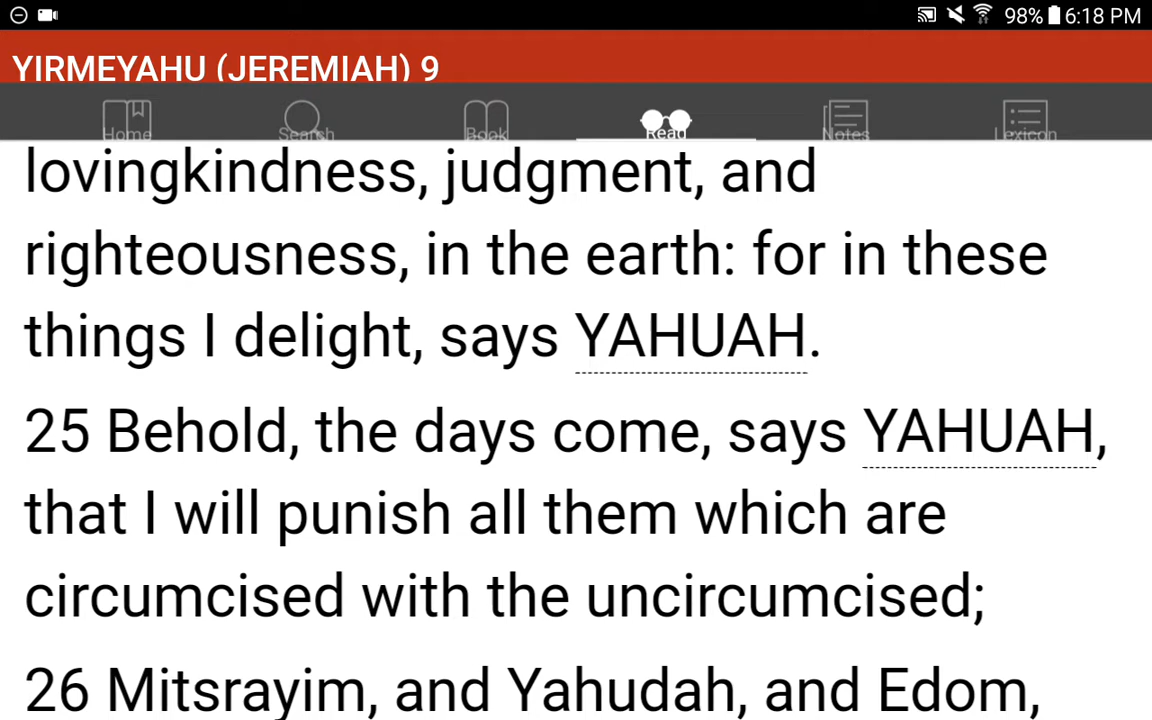 98% 6:18 PM
YIRMEYAHU (JEREMIAH) 9
Home Search Book Read Notes Lexicon
lovingkindness, judgment, and
righteousness, in the earth: for in these
things I delight, says YAHUAH.
25 Behold, the days come, says YAHUAH,
that I will punish all them which are
circumcised with the uncircumcised;
26 Mitsrayim, and Yahudah, and Edom,